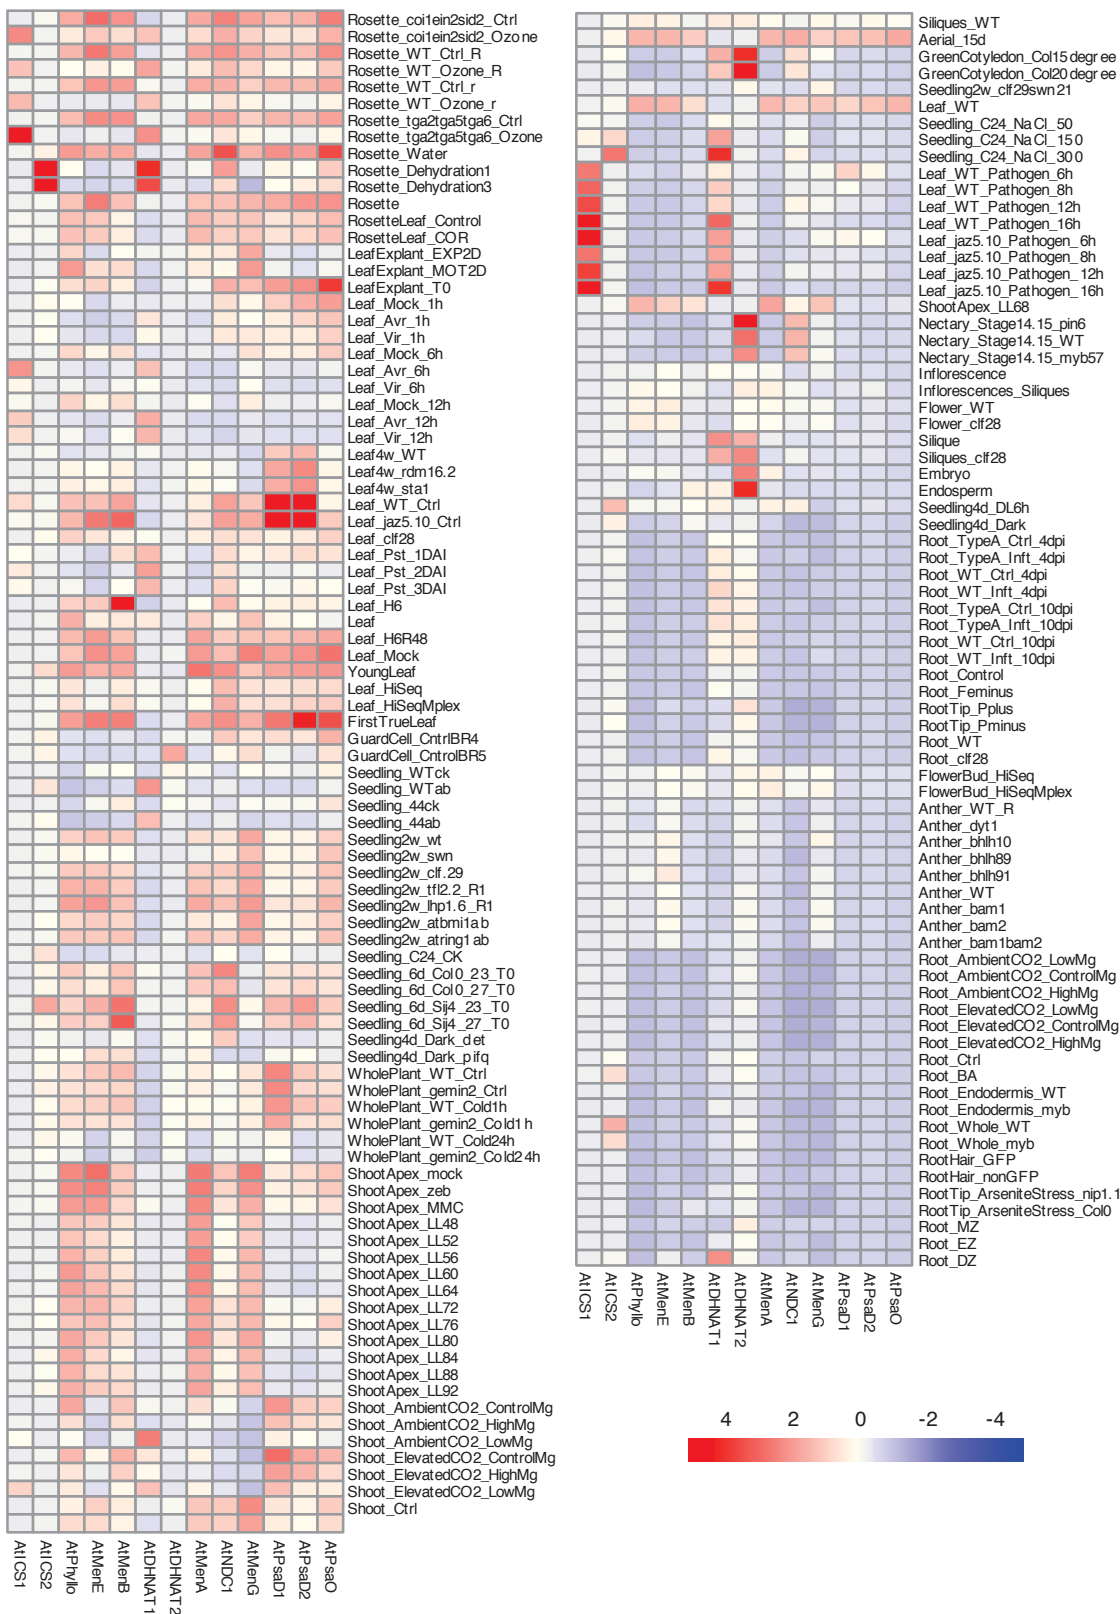 Rosette_coi1ein2sid2_Ctrl
Rosette_coi1ein2sid2_Ozone
Rosette_WT_Ctrl_R
Rosette_WT_Ozone_R
Rosette_WT_Ctrl_r
Rosette_WT_Ozone_r
Rosette_tga2tga5tga6_Ctrl
Rosette_tga2tga5tga6_Ozone
Rosette_Water
Rosette_Dehydration1
Rosette_Dehydration3
Rosette
RosetteLeaf_Control
RosetteLeaf_COR
LeafExplant_EXP2D
LeafExplant_MOT2D
LeafExplant_T0
Leaf_Mock_1h
Leaf_Avr_1h
Leaf_Vir_1h
Leaf_Mock_6h
Leaf_Avr_6h
Leaf_Vir_6h
Leaf_Mock_12h
Leaf_Avr_12h
Leaf_Vir_12h
Leaf4w_WT
Leaf4w_rdm16.2
Leaf4w_sta1
Leaf_WT_Ctrl
Leaf_jaz5.10_Ctrl
Leaf_clf28
Leaf_Pst_1DAI
Leaf_Pst_2DAI
Leaf_Pst_3DAI
Leaf_H6
Leaf
Leaf_H6R48
Leaf_Mock
YoungLeaf
Leaf_HiSeq
Leaf_HiSeqMplex
FirstTrueLeaf
GuardCell_CntrlBR4
GuardCell_CntrolBR5
Seedling_WTck
Seedling_WTab
Seedling_44ck
Seedling_44ab
Seedling2w_wt
Seedling2w_swn
Seedling2w_clf.29
Seedling2w_tfl2.2_R1
Seedling2w_lhp1.6_R1
Seedling2w_atbmi1ab
Seedling2w_atring1ab
Seedling_C24_CK
Seedling_6d_Col0_23_T0
Seedling_6d_Col0_27_T0
Seedling_6d_Sij4_23_T0
Seedling_6d_Sij4_27_T0
Seedling4d_Dark_det
Seedling4d_Dark_pifq
WholePlant_WT_Ctrl
WholePlant_gemin2_Ctrl
WholePlant_WT_Cold1h
WholePlant_gemin2_Cold1h
WholePlant_WT_Cold24h
WholePlant_gemin2_Cold24h
ShootApex_mock
ShootApex_zeb
ShootApex_MMC
ShootApex_LL48
ShootApex_LL52
ShootApex_LL56
ShootApex_LL60
ShootApex_LL64
ShootApex_LL72
ShootApex_LL76
ShootApex_LL80
ShootApex_LL84
ShootApex_LL88
ShootApex_LL92
Shoot_AmbientCO2_ControlMg
Shoot_AmbientCO2_HighMg
Shoot_AmbientCO2_LowMg
Shoot_ElevatedCO2_ControlMg
Shoot_ElevatedCO2_HighMg
Shoot_ElevatedCO2_LowMg
Shoot_Ctrl
AtICS1
AtICS2
AtPhyllo
AtMenE
AtMenB
AtDHNAT1
AtDHNAT2
AtMenA
AtNDC1
AtMenG
AtPsaD1
AtPsaD2
AtPsaO
Siliques_WT
Aerial_15d
GreenCotyledon_Col15degree
GreenCotyledon_Col20degree
Seedling2w_clf29swn21
Leaf_WT
Seedling_C24_NaCl_50
Seedling_C24_NaCl_150
Seedling_C24_NaCl_300
Leaf_WT_Pathogen_6h
Leaf_WT_Pathogen_8h
Leaf_WT_Pathogen_12h
Leaf_WT_Pathogen_16h
Leaf_jaz5.10_Pathogen_6h
Leaf_jaz5.10_Pathogen_8h
Leaf_jaz5.10_Pathogen_12h
Leaf_jaz5.10_Pathogen_16h
ShootApex_LL68
Nectary_Stage14.15_pin6
Nectary_Stage14.15_WT
Nectary_Stage14.15_myb57
Inflorescence
Inflorescences_Siliques
Flower_WT
Flower_clf28
Silique
Siliques_clf28
Embryo
Endosperm
Seedling4d_DL6h
Seedling4d_Dark
Root_TypeA_Ctrl_4dpi
Root_TypeA_Inft_4dpi
Root_WT_Ctrl_4dpi
Root_WT_Inft_4dpi
Root_TypeA_Ctrl_10dpi
Root_TypeA_Inft_10dpi
Root_WT_Ctrl_10dpi
Root_WT_Inft_10dpi
Root_Control
Root_Feminus
RootTip_Pplus
RootTip_Pminus
Root_WT
Root_clf28
FlowerBud_HiSeq
FlowerBud_HiSeqMplex
Anther_WT_R
Anther_dyt1
Anther_bhlh10
Anther_bhlh89
Anther_bhlh91
Anther_WT
Anther_bam1
Anther_bam2
Anther_bam1bam2
Root_AmbientCO2_LowMg
Root_AmbientCO2_ControlMg
Root_AmbientCO2_HighMg
Root_ElevatedCO2_LowMg
Root_ElevatedCO2_ControlMg
Root_ElevatedCO2_HighMg
Root_Ctrl
Root_BA
Root_Endodermis_WT
Root_Endodermis_myb
Root_Whole_WT
Root_Whole_myb
RootHair_GFP
RootHair_nonGFP
RootTip_ArseniteStress_nip1.1
RootTip_ArseniteStress_Col0
Root_MZ
Root_EZ
Root_DZ
AtICS1
AtICS2
AtPhyllo
AtMenE
AtMenB
AtDHNAT1
AtDHNAT2
AtMenA
AtNDC1
AtMenG
AtPsaD1
AtPsaD2
AtPsaO
4 2 0 -2 -4